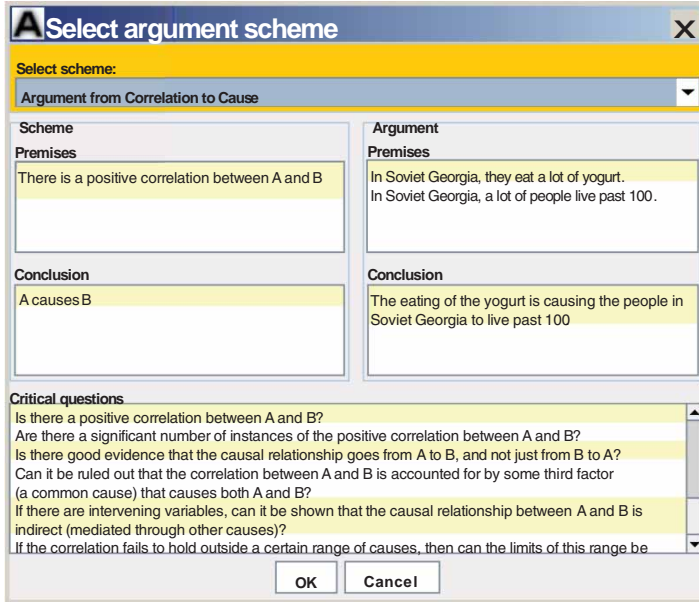 A Select argument scheme X
Select scheme:
Argument from Correlation to Cause
Scheme
Premises
There is a positive correlation between A and B
Conclusion
A causes B
Argument
Premises
In Soviet Georgia, they eat a lot of yogurt.
In Soviet Georgia, a lot of people live past 100.
Conclusion
The eating of the yogurt is causing the people in
Soviet Georgia to live past 100
Critical questions
Is there a positive correlation between A and B?
Are there a significant number of instances of the positive correlation between A and B?
Is there good evidence that the causal relationship goes from A to B, and not just from B to A?
Can it be ruled out that the correlation between A and B is accounted for by some third factor
(a common cause) that causes both A and B?
If there are intervening variables, can it be shown that the causal relationship between A and B is
indirect (mediated through other causes)?
If the correlation fails to hold outside a certain range of causes, then can the limits of this range be
OK Cancel